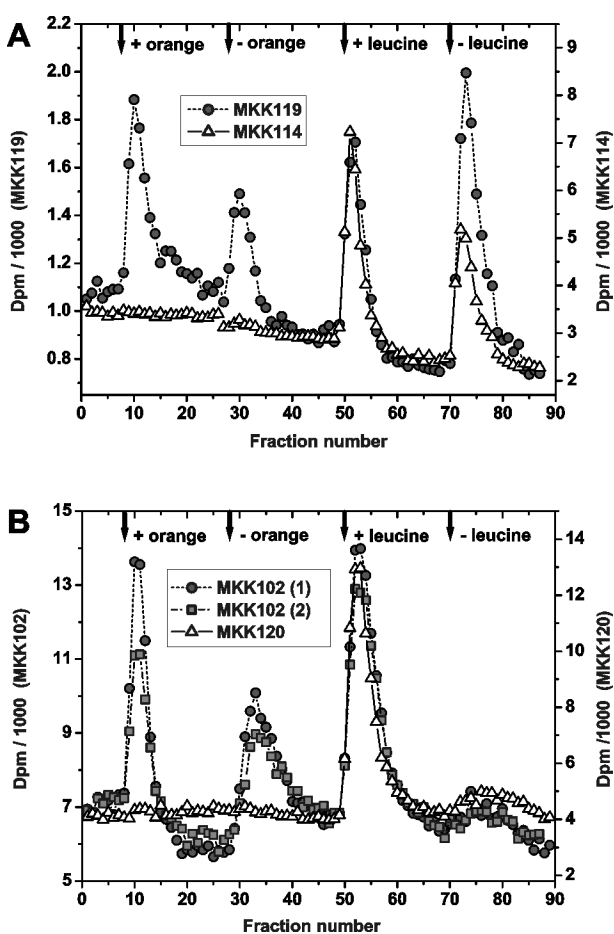 A
+ orange - orange + leucine - leucine
MKK119
MKK114
2.2
2.0
1.8
1.6
1.4
1.2
1.0
0.8
Dpm / 1000 (MKK119)
9
8
7
6
5
4
3
2
Dpm / 1000 (MKK114)
0 10 20 30 40 50 60 70 80 90
Fraction number
B
+ orange - orange + leucine - leucine
MKK102 (1)
MKK102 (2)
MKK120
15
13
11
9
7
5
Dpm / 1000 (MKK102)
14
12
10
8
6
4
2
Dpm /1000 (MKK120)
0 10 20 30 40 50 60 70 80 90
Fraction number